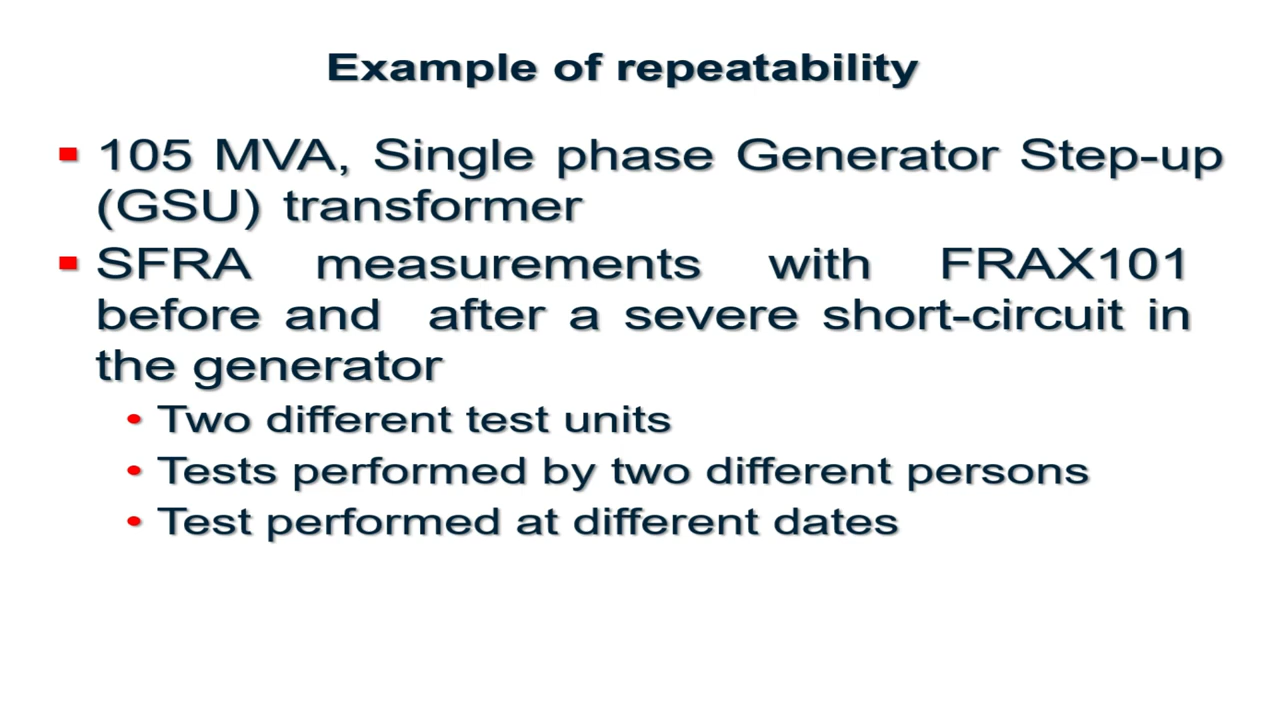 Example of repeatability
105 MVA, Single phase Generator Step-up
(GSU) transformer
SFRA measurements with FRAX101
before and after a severe short-circuit in
the generator
Two different test units
Tests performed by two different persons
Test performed at different dates